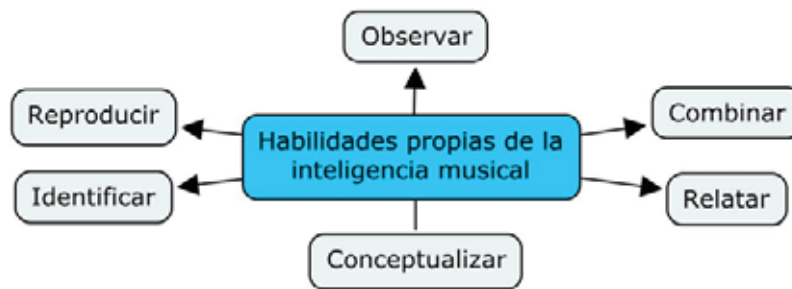 Observar
Reproducir
Combinar
Habilidades propias de la
inteligencia musical
Identificar
Relatar
Conceptualizar